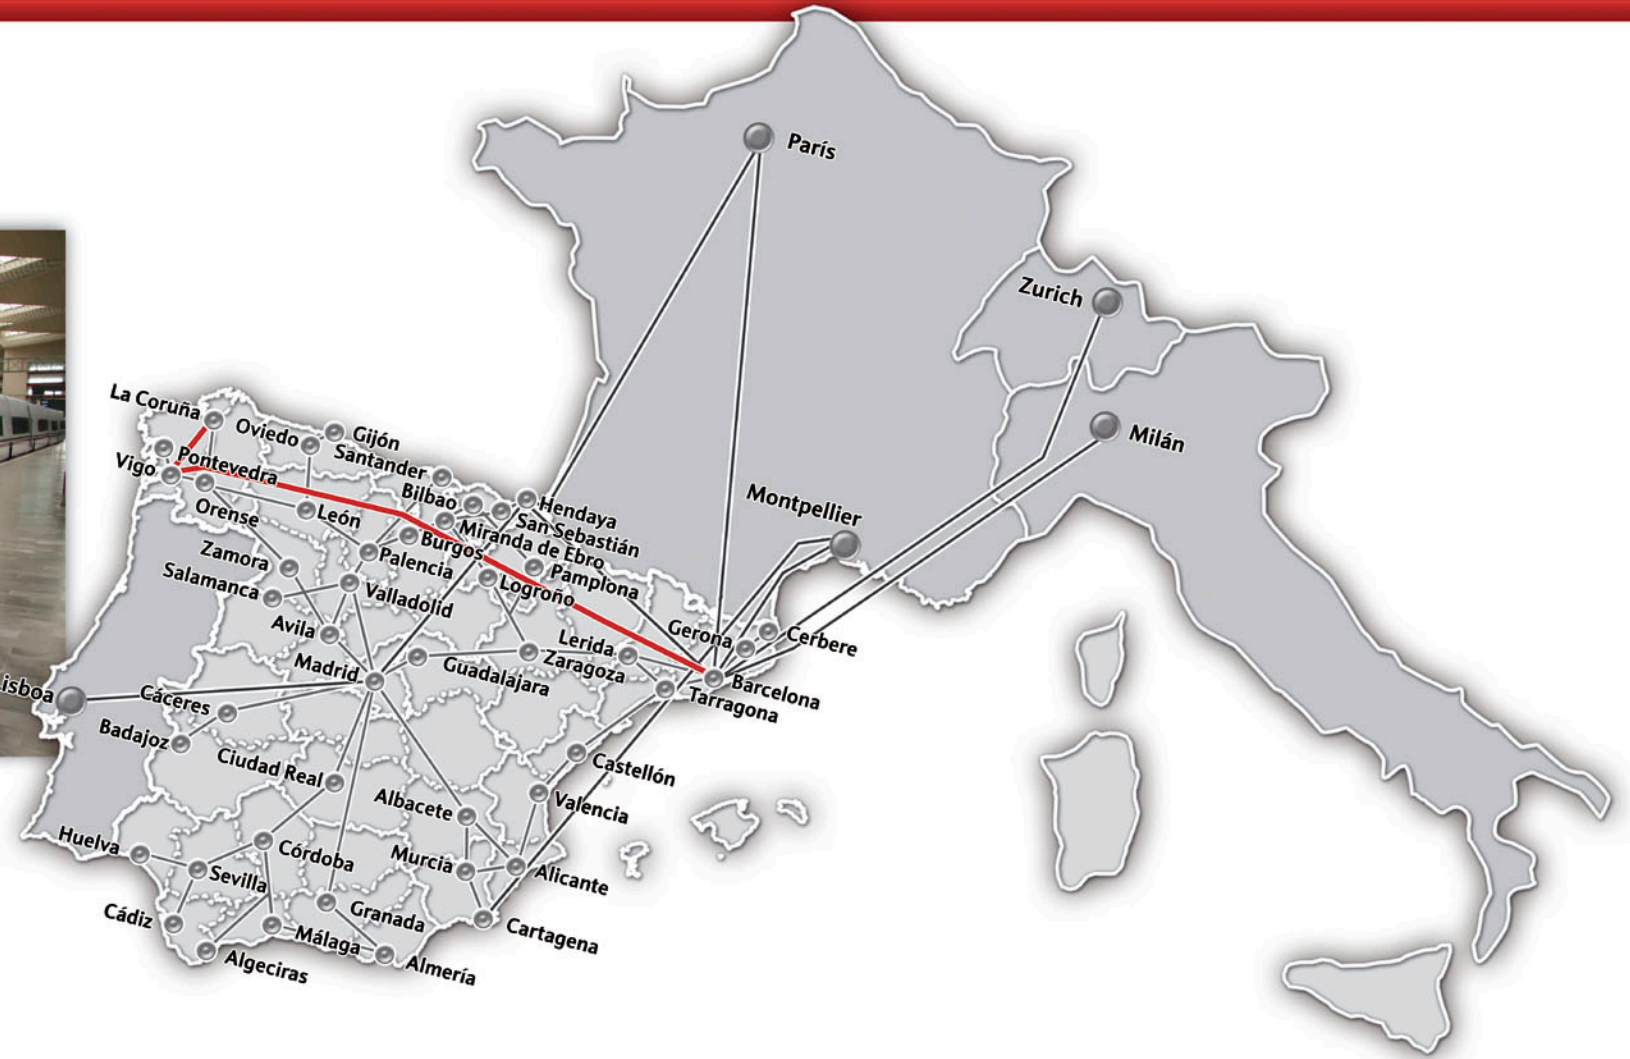 París
Zurich
Milán
Montpellier
La Coruña
Oviedo
Gijón
Santander
Vigo
Pontevedra
Bilbao
Hendaya
San Sebastián
Orense
León
Miranda de Ebro
Burgos
Zamora
Palencia
Pamplona
Salamanca
Valladolid
Logroño
Avila
Gerona
Cerbere
Lerida
Madrid
Guadalajara
Zaragoza
Barcelona
Lisboa
Cáceres
Tarragona
Badajoz
Ciudad Real
Castellón
Albacete
Valencia
Huelva
Córdoba
Murcia
Sevilla
Alicante
Cádiz
Granada
Cartagena
Málaga
Algeciras
Almería